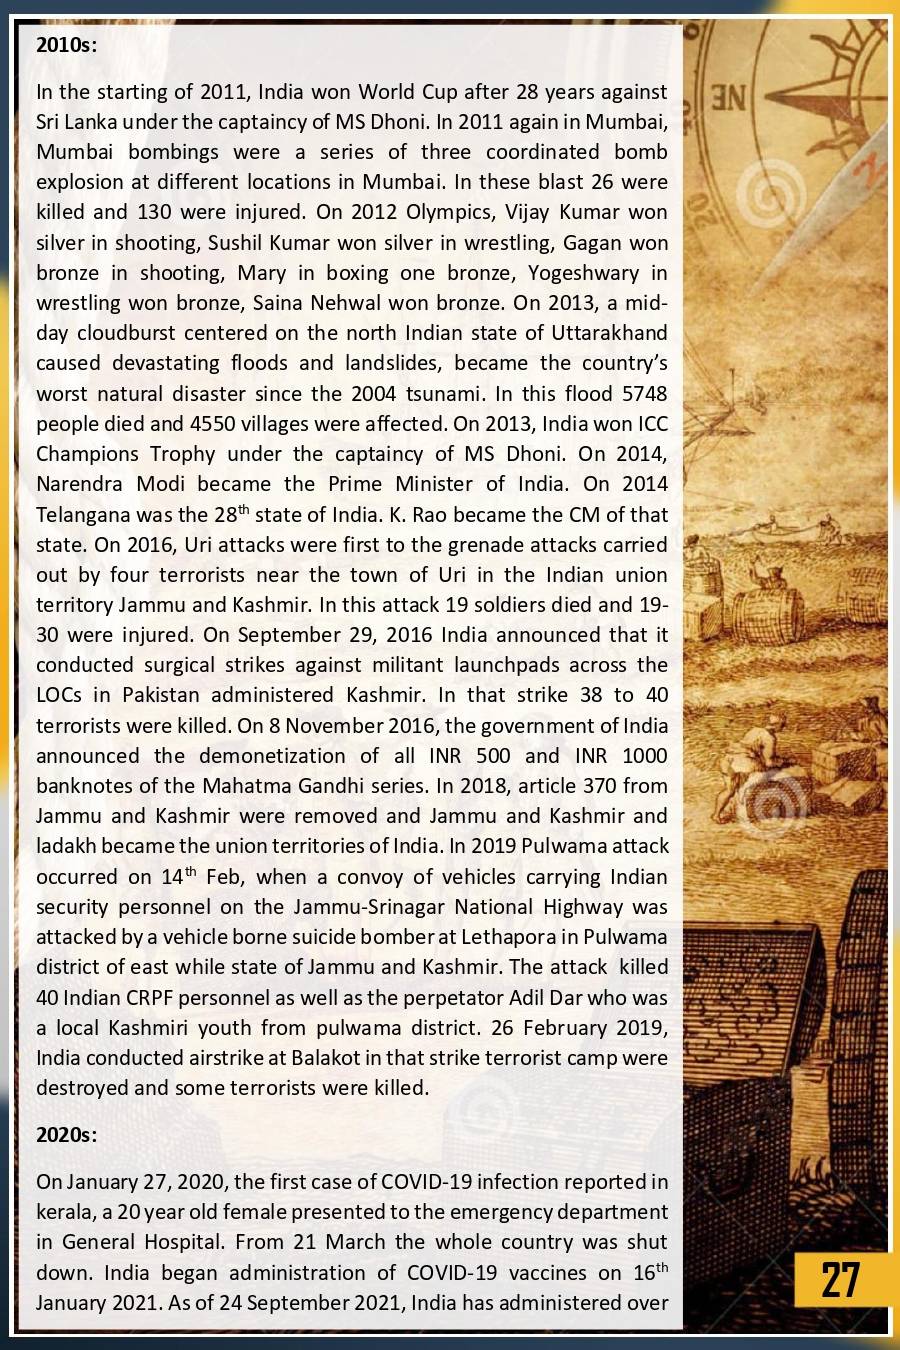 2010s:
In the starting of 2011, India won World Cup after 28 years against
Sri Lanka under the captaincy of MS Dhoni. In 2011 again in Mumbai,
Mumbai bombings were a series of three coordinated bomb
explosion at different locations in Mumbai. In these blast 26 were
killed and 130 were injured. On 2012 Olympics, Vijay Kumar won
silver in shooting, Sushil Kumar won silver in wrestling, Gagan won
bronze in shooting, Mary in boxing one bronze, Yogeshwary in
wrestling won bronze, Saina Nehwal won bronze. On 2013, a mid-
day cloudburst centered on the north Indian state of Uttarakhand
caused devastating floods and landslides, became the country's
worst natural disaster since the 2004 tsunami. In this flood 5748
people died and 4550 villages were affected. On 2013, India won ICC
Champions Trophy under the captaincy of MS Dhoni. On 2014,
Narendra Modi became the Prime Minister of India. On 2014
Telangana was the 28th state of India. K. Rao became the CM of that
state. On 2016, Uri attacks were first to the grenade attacks carried
out by four terrorists near the town of Uri in the Indian union
territory Jammu and Kashmir. In this attack 19 soldiers died and 19-
30 were injured. On September 29, 2016 India announced that it
conducted surgical strikes against militant launchpads across the
LOCs in Pakistan administered Kashmir. In that strike 38 to 40
terrorists were killed. On 8 November 2016, the government of India
announced the demonetization of all INR 500 and INR 1000
banknotes of the Mahatma Gandhi series. In 2018, article 370 from
Jammu and Kashmir were removed and Jammu and Kashmir and
ladakh became the union territories of India. In 2019 Pulwama attack
occurred on 14th Feb, when a convoy of vehicles carrying Indian
security personnel on the Jammu-Srinagar National Highway was
attacked by a vehicle borne suicide bomber at Lethapora in Pulwama
district of east while state of Jammu and Kashmir. The attack killed
40 Indian CRPF personnel as well as the perpetator Adil Dar who was
a local Kashmiri youth from pulwama district. 26 February 2019,
India conducted airstrike at Balakot in that strike terrorist camp were
destroyed and some terrorists were killed.
2020s:
On January 27, 2020, the first case of COVID-19 infection reported in
kerala, a 20 year old female presented to the emergency department
in General Hospital. From 21 March the whole country was shut
down. India began administration of COVID-19 vaccines on 16th
January 2021. As of 24 September 2021, India has administered over
NE
20
27